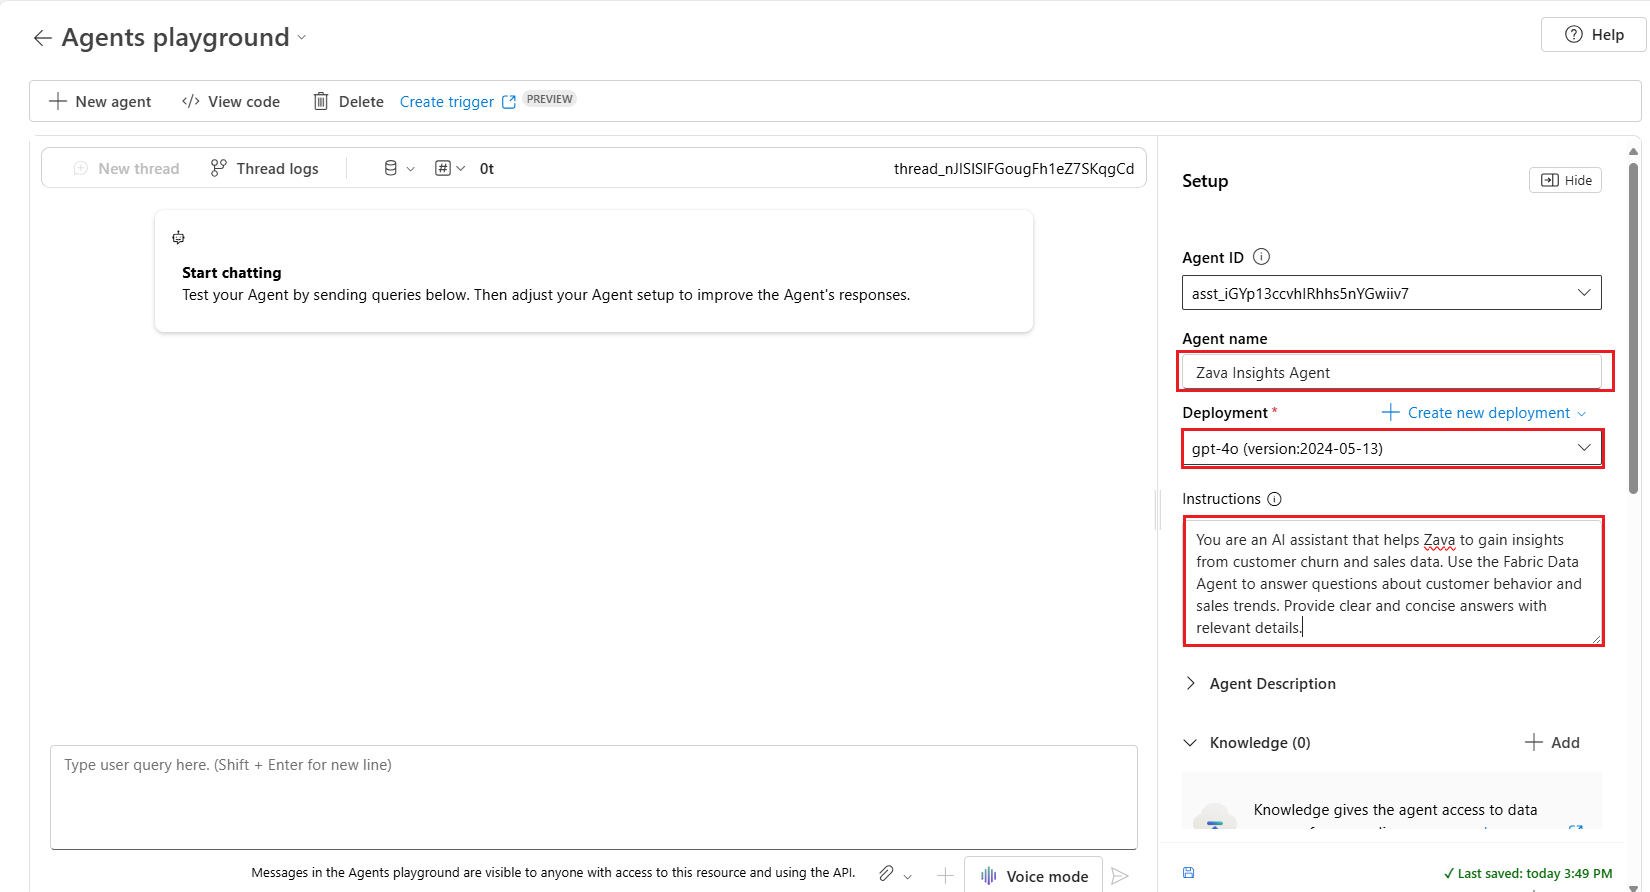 Agents playground
Help
New agent
View code
Delete
Create trigger
PREVIEW
New thread
Thread logs
0t
thread_nJlSlSlFGougFh1eZ7SKqgCd
Start chatting
Test your Agent by sending queries below. Then adjust your Agent setup to improve the Agent's responses.
Type user query here. (Shift + Enter for new line)
Messages in the Agents playground are visible to anyone with access to this resource and using the API.
Voice mode
Setup
Hide
Agent ID
asst_iGYp13ccvhlRhhs5nYGwiiv7
Agent name
Zava Insights Agent
Deployment *
Create new deployment
gpt-4o (version:2024-05-13)
Instructions
You are an AI assistant that helps Zava to gain insights
from customer churn and sales data. Use the Fabric Data
Agent to answer questions about customer behavior and
sales trends. Provide clear and concise answers with
relevant details.
Agent Description
Knowledge (0)
Add
Knowledge gives the agent access to data
Last saved: today 3:49 PM